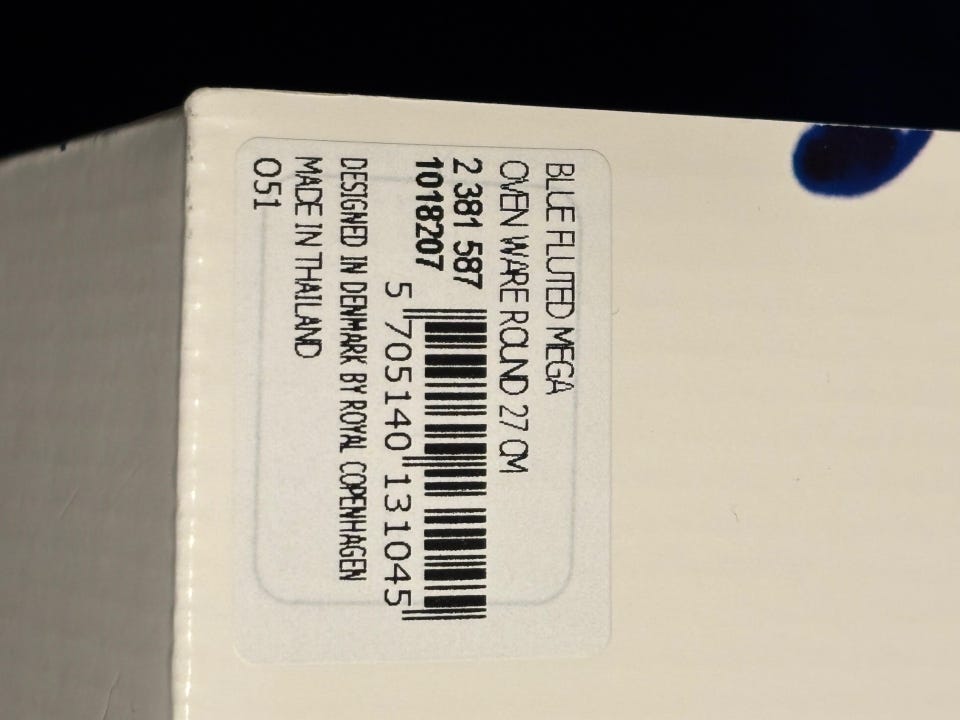 BLUE FLUTED MEGA
OVEN WARE ROUND 27 CM
2 381 587
1018207
5 705140 131045
DESIGNED IN DENMARK BY ROYAL COPENHAGEN
MADE IN THAILAND
051